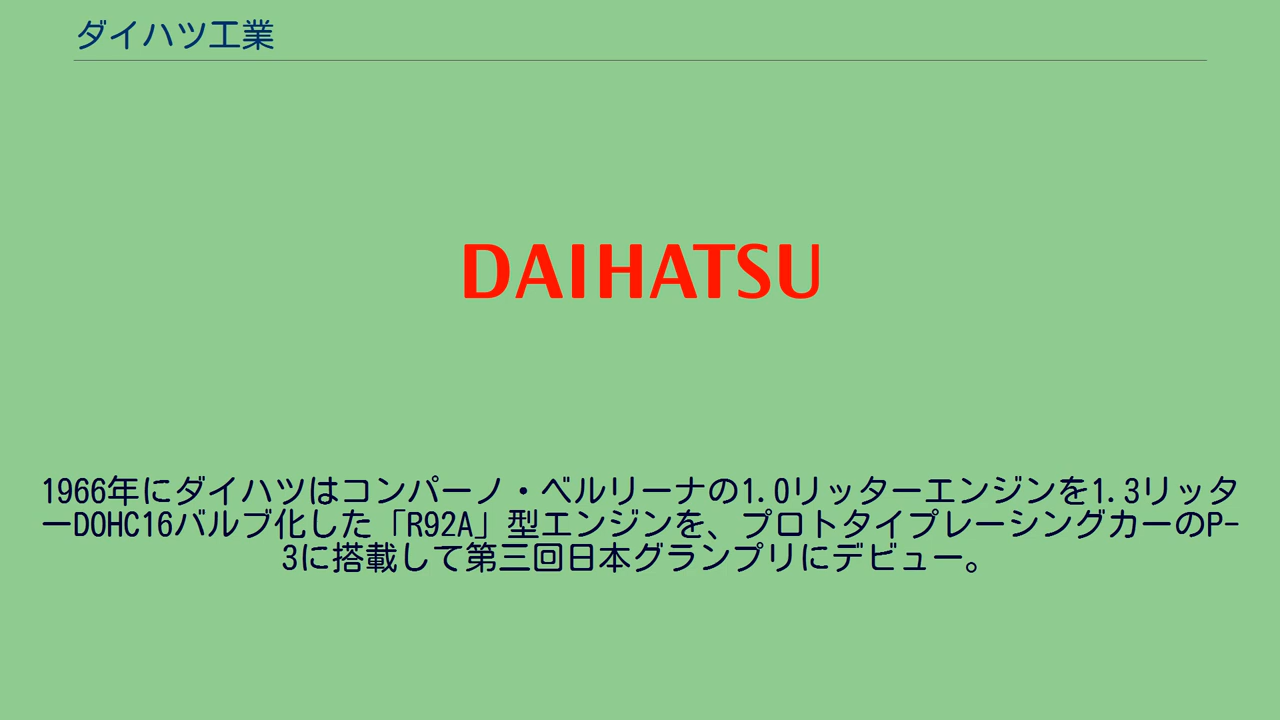 ダイハツ工業
DAIHATSU
1966年にダイハツはコンパーノ・ベルリーナの1.0リッターエンジンを1.3リッタ
ーDOHC16バルブ化した「R92A」型エンジンを、プロトタイプレーシングカーのP-
3に搭載して第三回日本グランプリにデビュー。